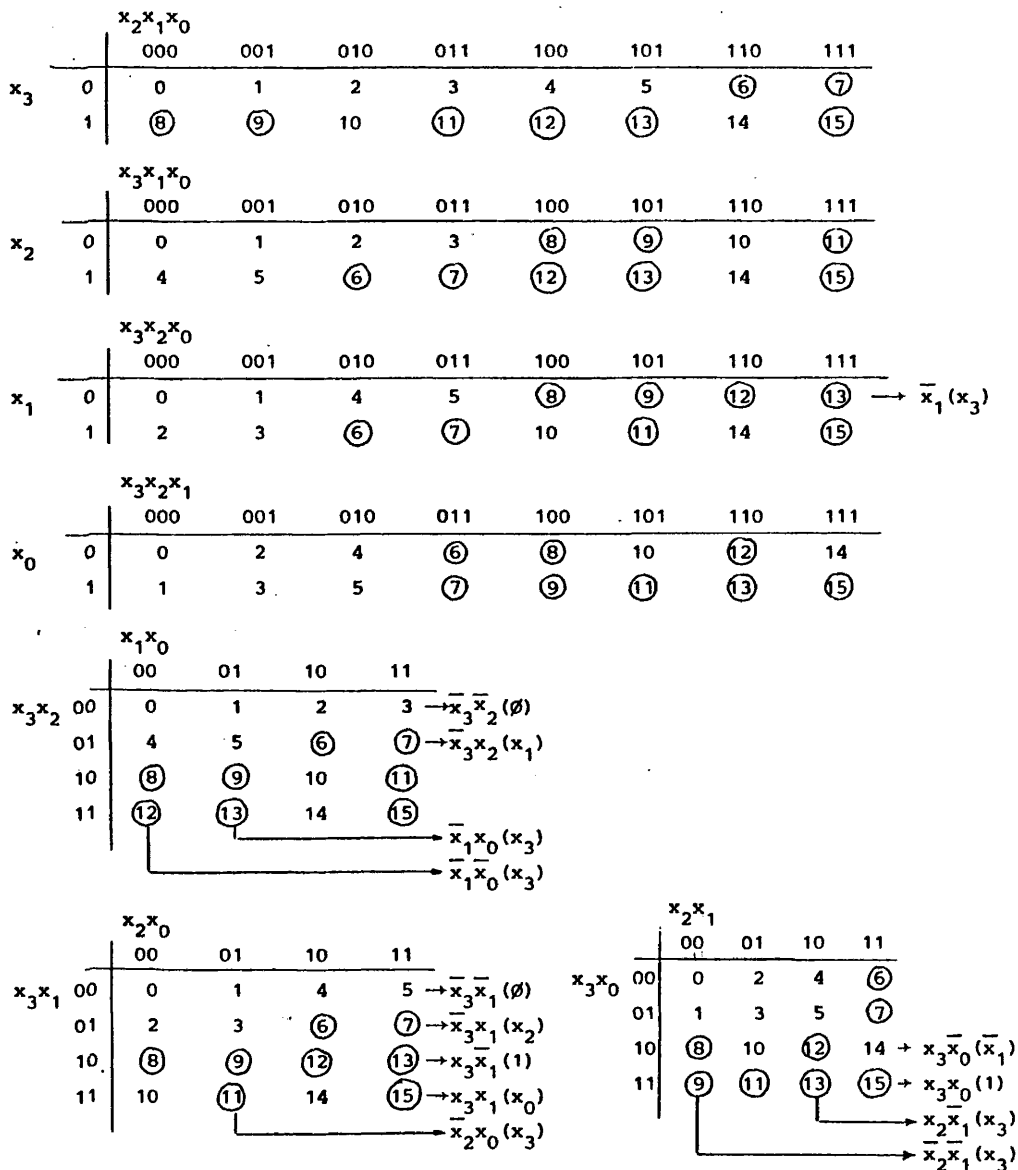 x₂x₁x₀
000 001 010 011 100 101 110 111
x₃ 0 0 1 2 3 4 5 ⑥ ⑦
1 ⑧ ⑨ 10 ⑪ ⑫ ⑬ 14 ⑮
x₃x₁x₀
000 001 010 011 100 101 110 111
x₂ 0 0 1 2 3 ⑧ ⑨ 10 ⑪
1 4 5 ⑥ ⑦ ⑫ ⑬ 14 ⑮
x₃x₂x₀
000 001 010 011 100 101 110 111
x₁ 0 0 1 4 5 ⑧ ⑨ ⑫ ⑬ → x̅₁(x₃)
1 2 3 ⑥ ⑦ 10 ⑪ 14 ⑮
x₃x₂x₁
000 001 010 011 100 101 110 111
x₀ 0 0 2 4 ⑥ ⑧ 10 ⑫ 14
1 1 3 5 ⑦ ⑨ ⑪ ⑬ ⑮
x₁x₀
00 01 10 11
x₃x₂ 00 0 1 2 3 → x̅₃x̅₂(ø)
01 4 5 ⑥ ⑦ → x̅₃x₂(x₁)
10 ⑧ ⑨ 10 ⑪
11 ⑫ ⑬ 14 ⑮
x̅₁x₀(x₃)
x̅₁x̅₀(x₃)
x₂x₀
00 01 10 11
x₃x₁ 00 0 1 4 5 → x̅₃x̅₁(ø)
01 2 3 ⑥ ⑦ → x̅₃x₁(x₂)
10 ⑧ ⑨ ⑫ ⑬ → x₃x̅₁(1)
11 10 ⑪ 14 ⑮ → x₃x₁(x₀)
x̅₂x₀(x₃)
x₂x₁
00 01 10 11
x₃x₀ 00 0 2 4 ⑥
01 1 3 5 ⑦
10 ⑧ 10 ⑫ 14 → x₃x̅₀(x̅₁)
11 ⑨ ⑪ ⑬ ⑮ → x₃x₀(1)
x₂x̅₁(x₃)
x̅₂x̅₁(x₃)